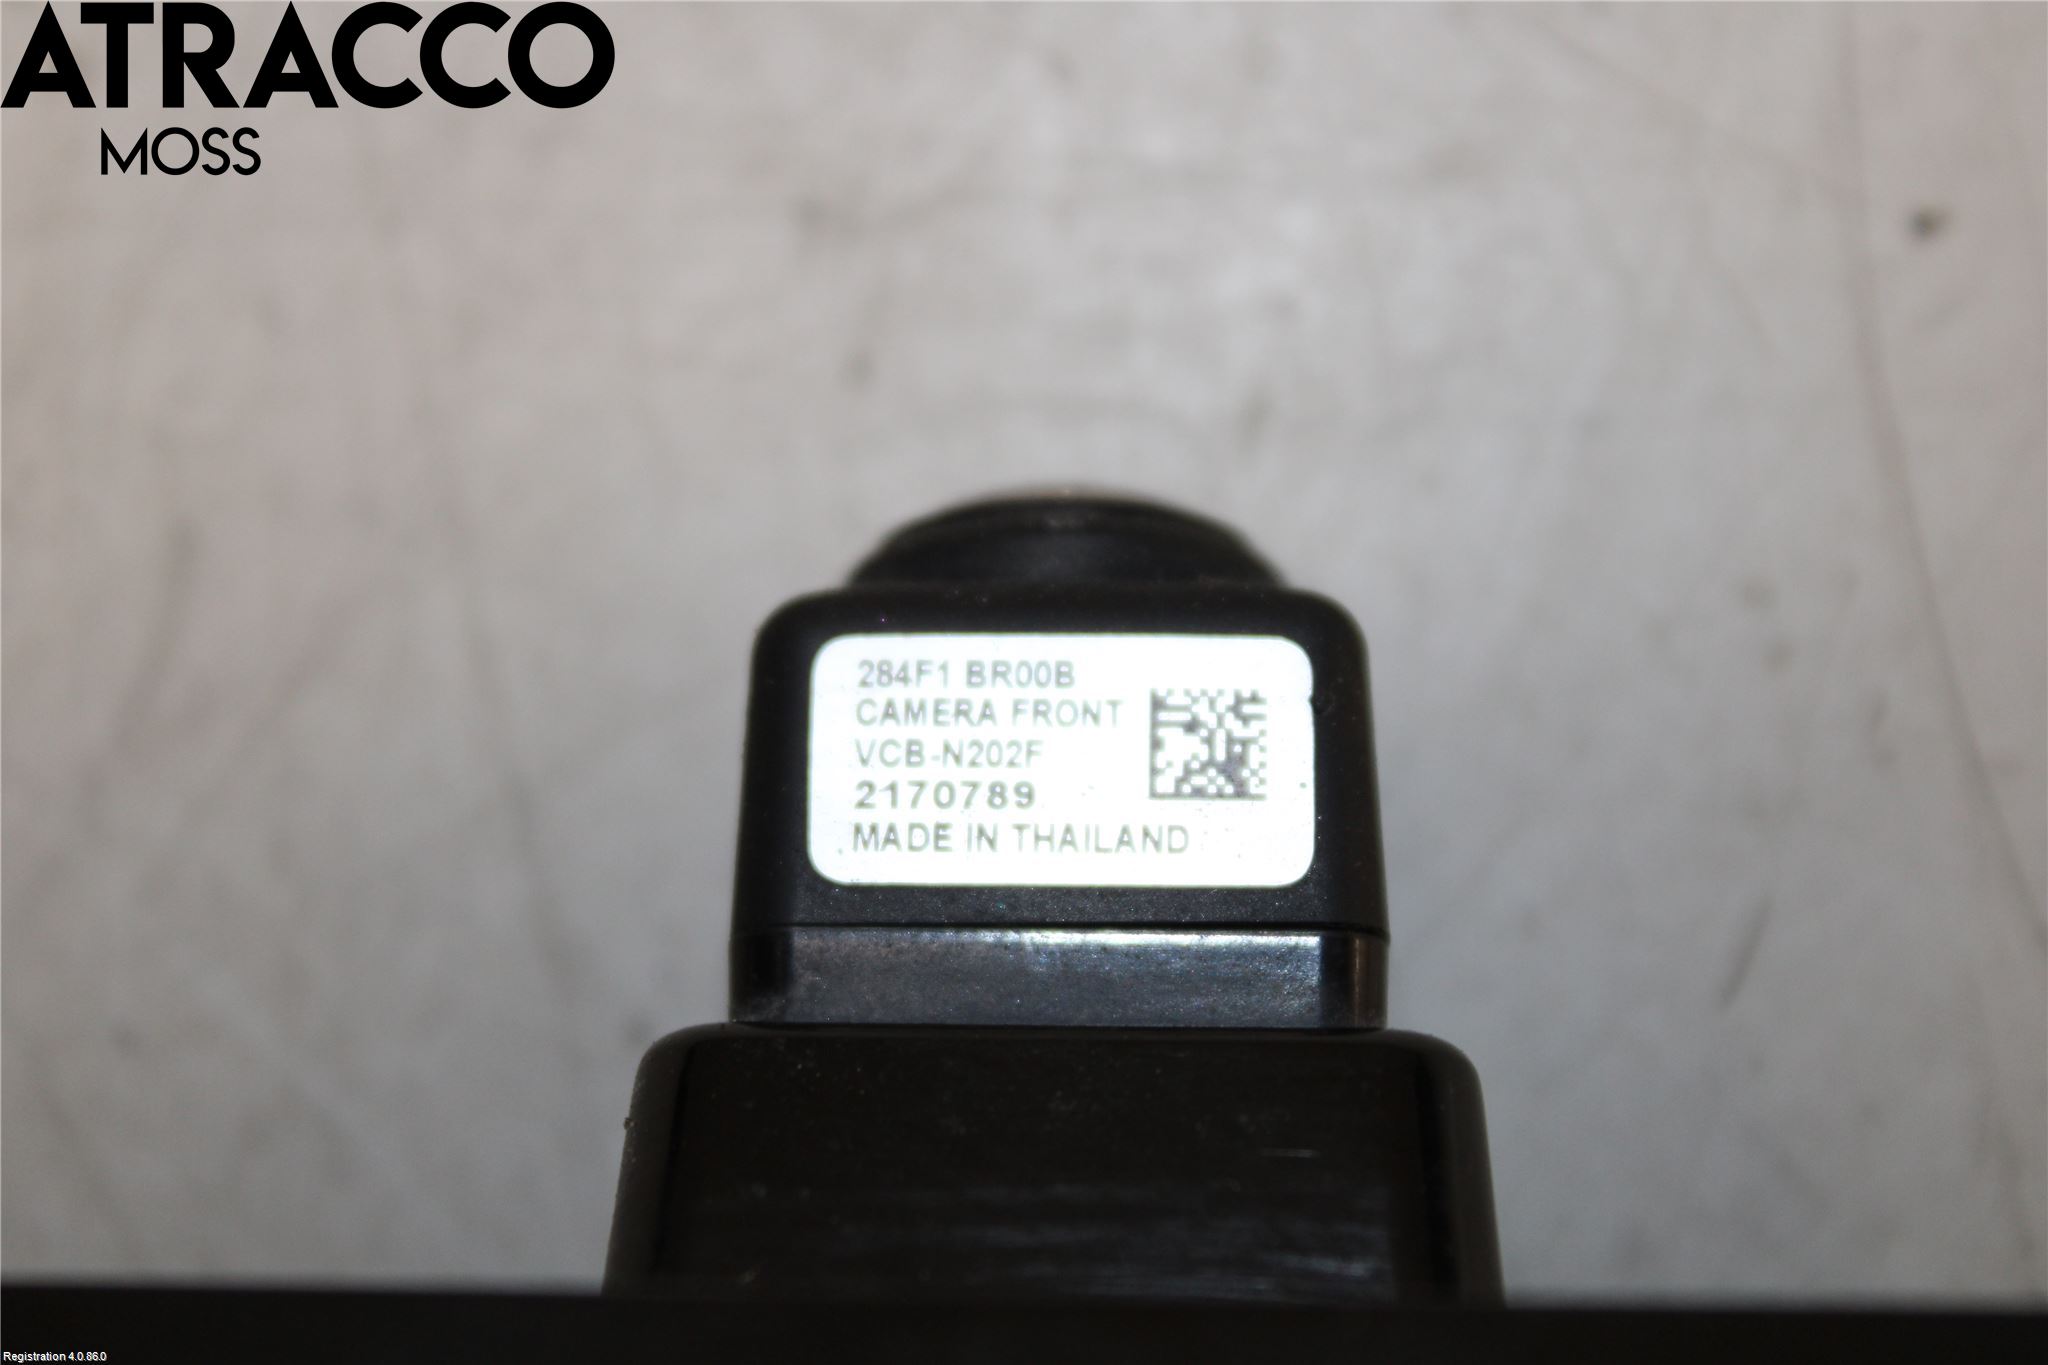 ATRACCO
MOSS
284F1 BR00B
CAMERA FRONT
VCB-N202F
2170789
MADE IN THAILAND
Registration 4.0.86.0